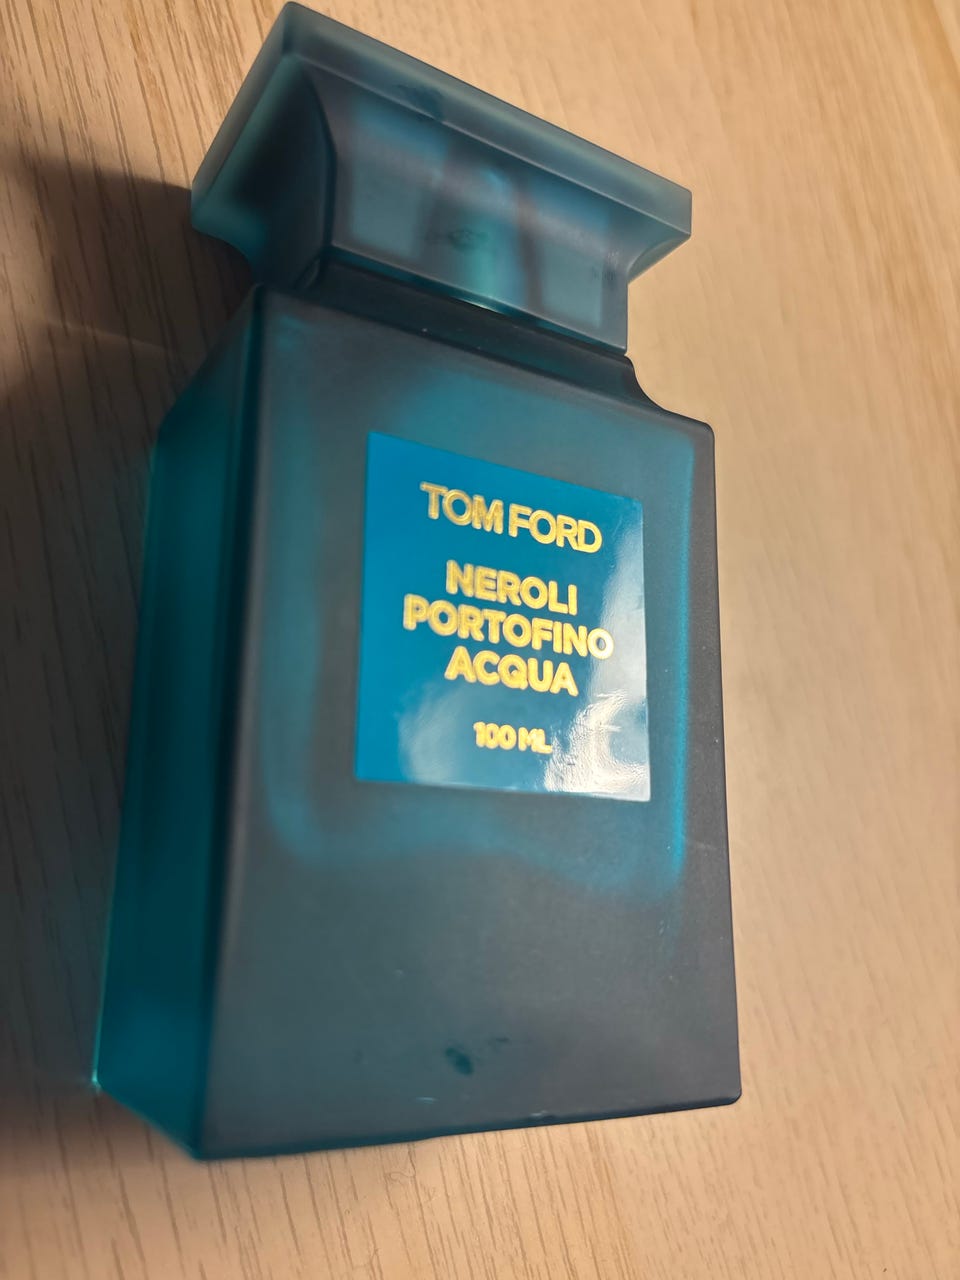 TOM FORD
NEROLI
PORTOFINO
ACQUA
100 ML